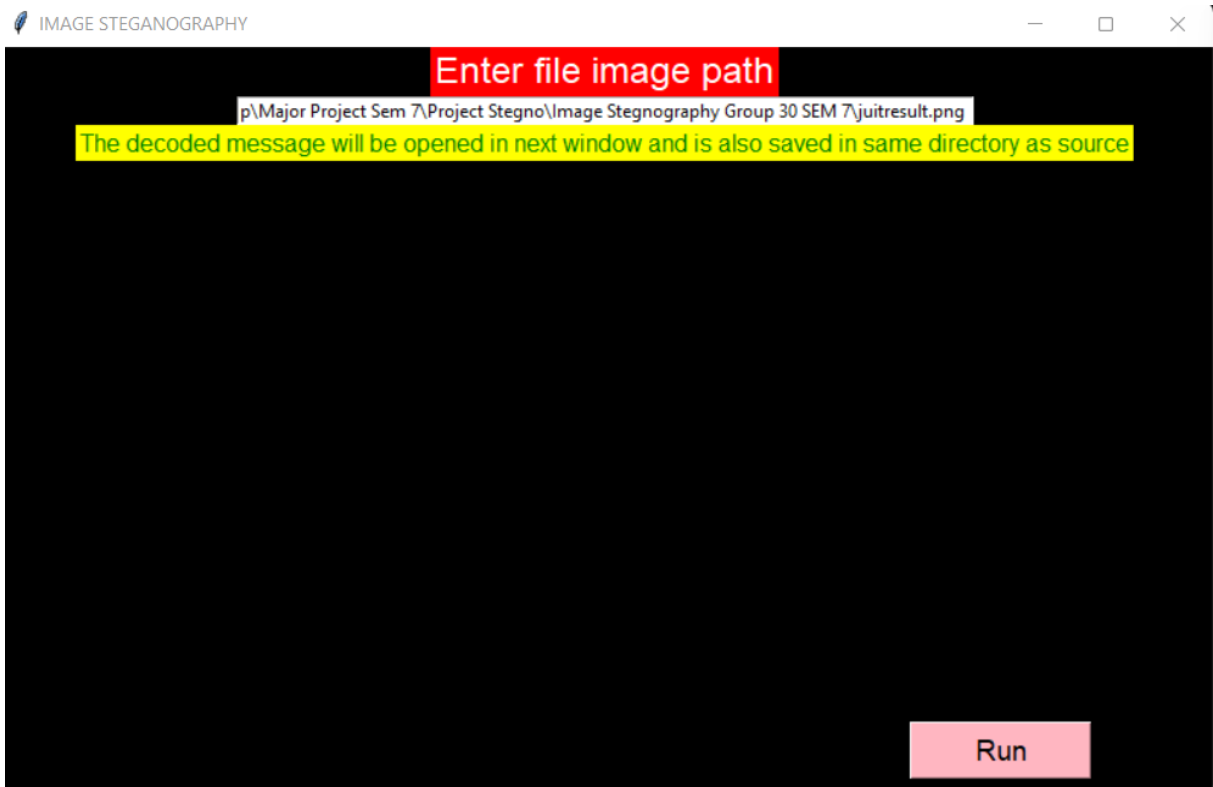 IMAGE STEGANOGRAPHY
Enter file image path
p\Major Project Sem 7\Project Stegno\Image Stegnography Group 30 SEM 7\juitresult.png
The decoded message will be opened in next window and is also saved in same directory as source
Run